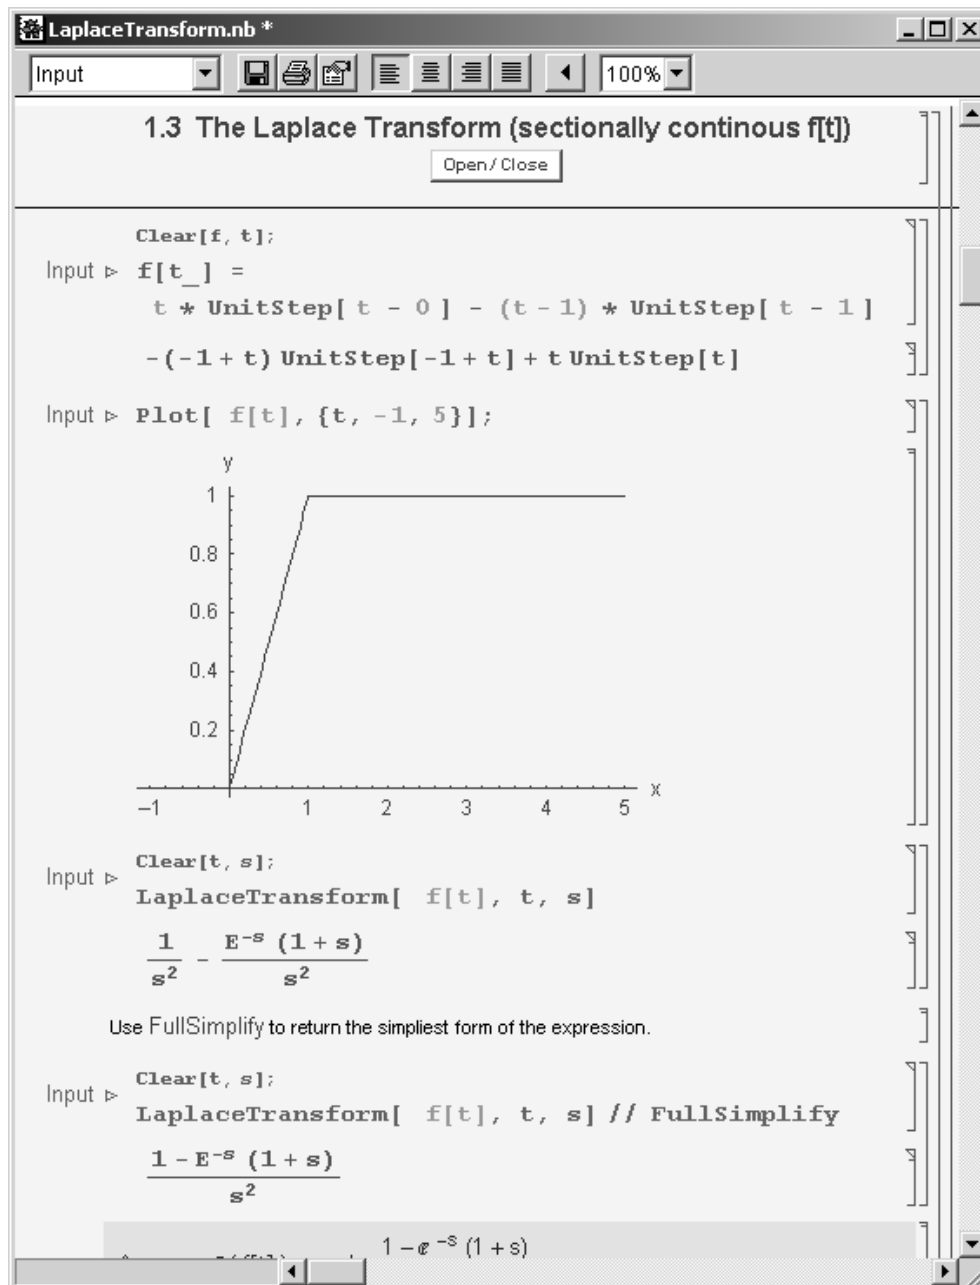 LaplaceTransform.nb *
Input
100%
1.3 The Laplace Transform (sectionally continous f[t])
Open / Close
Clear[f, t];
Input ▹ f[t_] =
t * UnitStep[ t - 0 ] - (t - 1) * UnitStep[ t - 1 ]
-(-1 + t) UnitStep[-1 + t] + t UnitStep[t]
Input ▹ Plot[ f[t], {t, -1, 5}];
y
1
0.8
0.6
0.4
0.2
-1 1 2 3 4 5 x
Clear[t, s];
Input ▹ LaplaceTransform[ f[t], t, s]
1/s² - E⁻ˢ (1 + s)/s²
Use FullSimplify to return the simpliest form of the expression.
Clear[t, s];
Input ▹ LaplaceTransform[ f[t], t, s] // FullSimplify
(1 - E⁻ˢ (1 + s))/s²
1 - e⁻ˢ (1 + s)